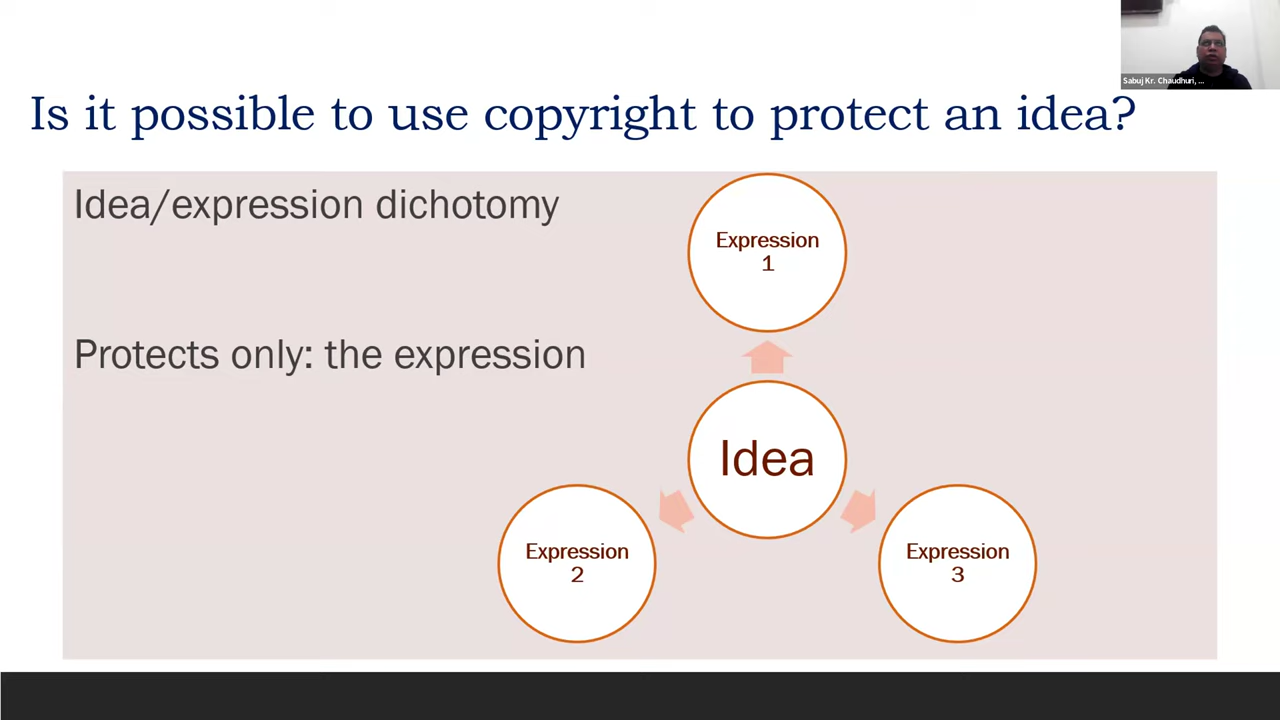 Sabuj Kr. Chaudhuri, ...
Is it possible to use copyright to protect an idea?
Idea/expression dichotomy
Protects only: the expression
Expression
1
Idea
Expression
2
Expression
3